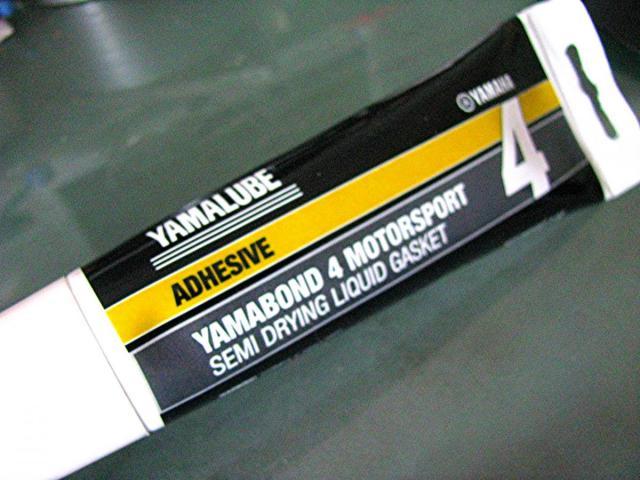 YAMAHA
YAMALUBE
4
ADHESIVE
YAMABOND 4 MOTORSPORT
SEMI DRYING LIQUID GASKET